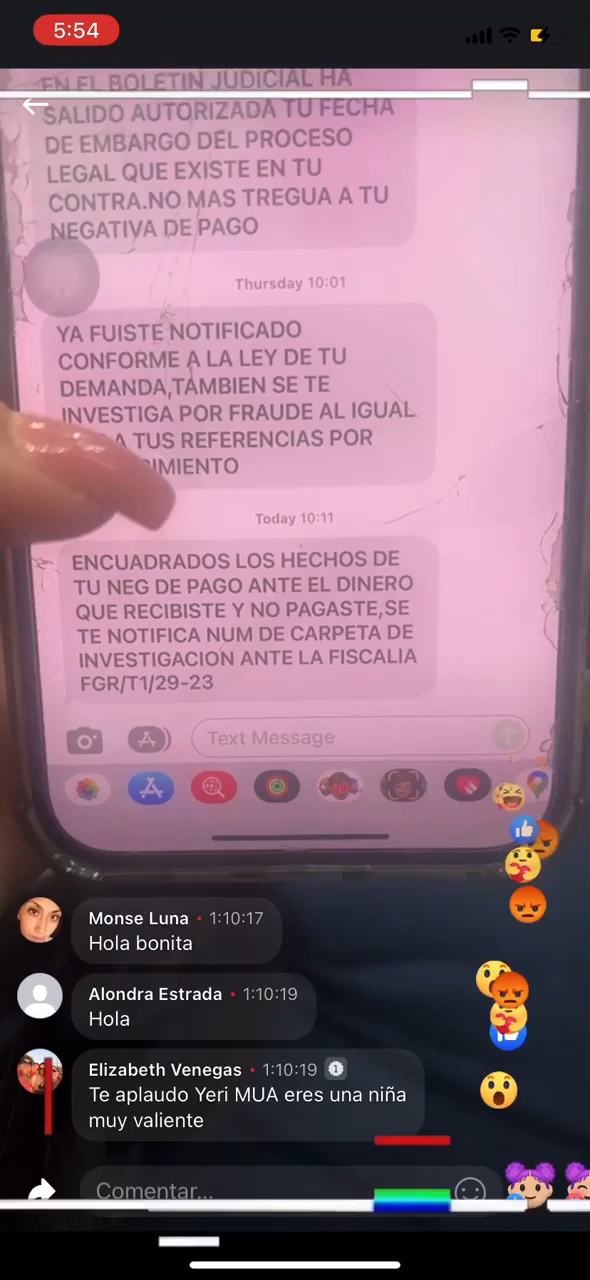 5:54
EN EL BOLETIN JUDICIAL HA
SALIDO AUTORIZADA TU FECHA
DE EMBARGO DEL PROCESO
LEGAL QUE EXISTE EN TU
CONTRA.NO MAS TREGUA A TU
NEGATIVA DE PAGO
Thursday 10:01
YA FUISTE NOTIFICADO
CONFORME A LA LEY DE TU
DEMANDA,TAMBIEN SE TE
INVESTIGA POR FRAUDE AL IGUAL
A TUS REFERENCIAS POR
Today 10:11
ENCUADRADOS LOS HECHOS DE
TU NEG DE PAGO ANTE EL DINERO
QUE RECIBISTE Y NO PAGASTE,SE
TE NOTIFICA NUM DE CARPETA DE
INVESTIGACION ANTE LA FISCALIA
FGR/T1/29-23
Text Message
Monse Luna • 1:10:17
Hola bonita
Alondra Estrada • 1:10:19
Hola
Elizabeth Venegas • 1:10:19
Te aplaudo Yeri MUA eres una niña
muy valiente
Comentar...